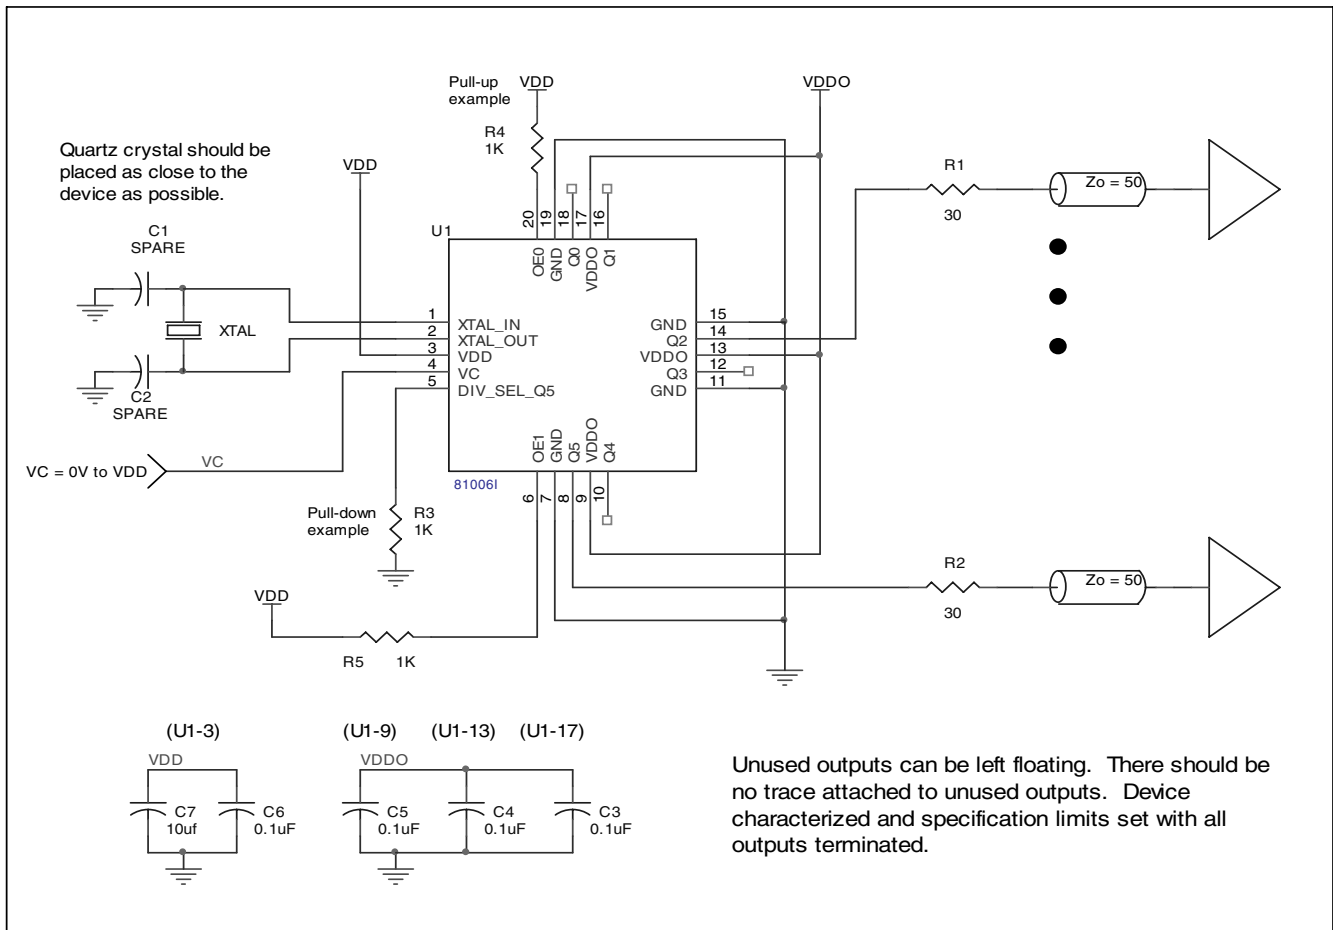 Pull-up
example
VDD
VDDO
R4
1K
Quartz crystal should be
placed as close to the
device as possible.
VDD
R1
30
Zo = 50
C1
SPARE
XTAL
C2
SPARE
U1
20
19
18
17
16
OE0
GND
Q0
VDDO
Q1
1
2
3
4
5
XTAL_IN
XTAL_OUT
VDD
VC
DIV_SEL_Q5
GND
Q2
VDDO
Q3
GND
15
14
13
12
11
OE1
GND
Q5
VDDO
Q4
6
7
8
9
10
81006I
VC = 0V to VDD
VC
Pull-down
example
R3
1K
VDD
R5
1K
R2
30
Zo = 50
(U1-3)
VDD
C7
10uf
C6
0.1uF
(U1-9)
(U1-13)
(U1-17)
VDDO
C5
0.1uF
C4
0.1uF
C3
0.1uF
Unused outputs can be left floating. There should be
no trace attached to unused outputs. Device
characterized and specification limits set with all
outputs terminated.